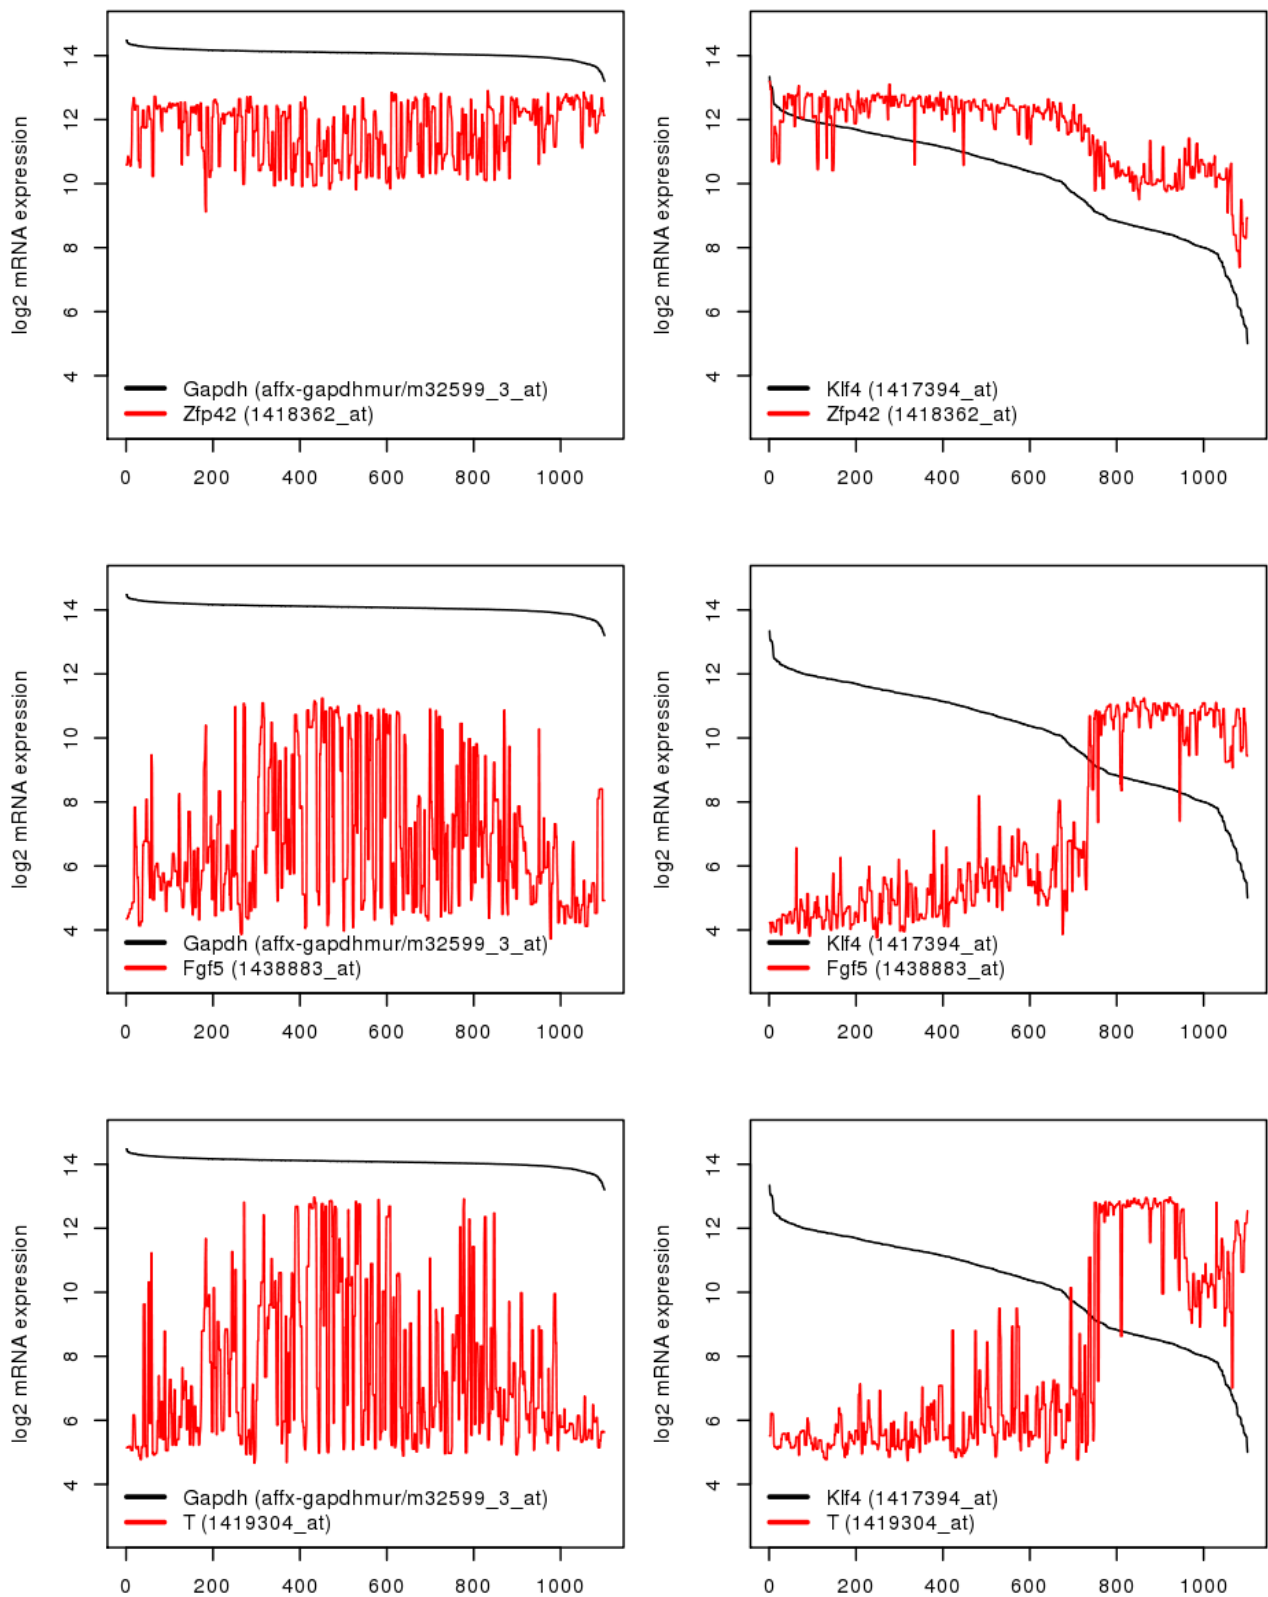 log2 mRNA expression
14
12
10
8
6
4
Gapdh (affx-gapdhmur/m32599_3_at)
Zfp42 (1418362_at)
0 200 400 600 800 1000
log2 mRNA expression
14
12
10
8
6
4
Klf4 (1417394_at)
Zfp42 (1418362_at)
0 200 400 600 800 1000
log2 mRNA expression
14
12
10
8
6
4
Gapdh (affx-gapdhmur/m32599_3_at)
Fgf5 (1438883_at)
0 200 400 600 800 1000
log2 mRNA expression
14
12
10
8
6
4
Klf4 (1417394_at)
Fgf5 (1438883_at)
0 200 400 600 800 1000
log2 mRNA expression
14
12
10
8
6
4
Gapdh (affx-gapdhmur/m32599_3_at)
T (1419304_at)
0 200 400 600 800 1000
log2 mRNA expression
14
12
10
8
6
4
Klf4 (1417394_at)
T (1419304_at)
0 200 400 600 800 1000